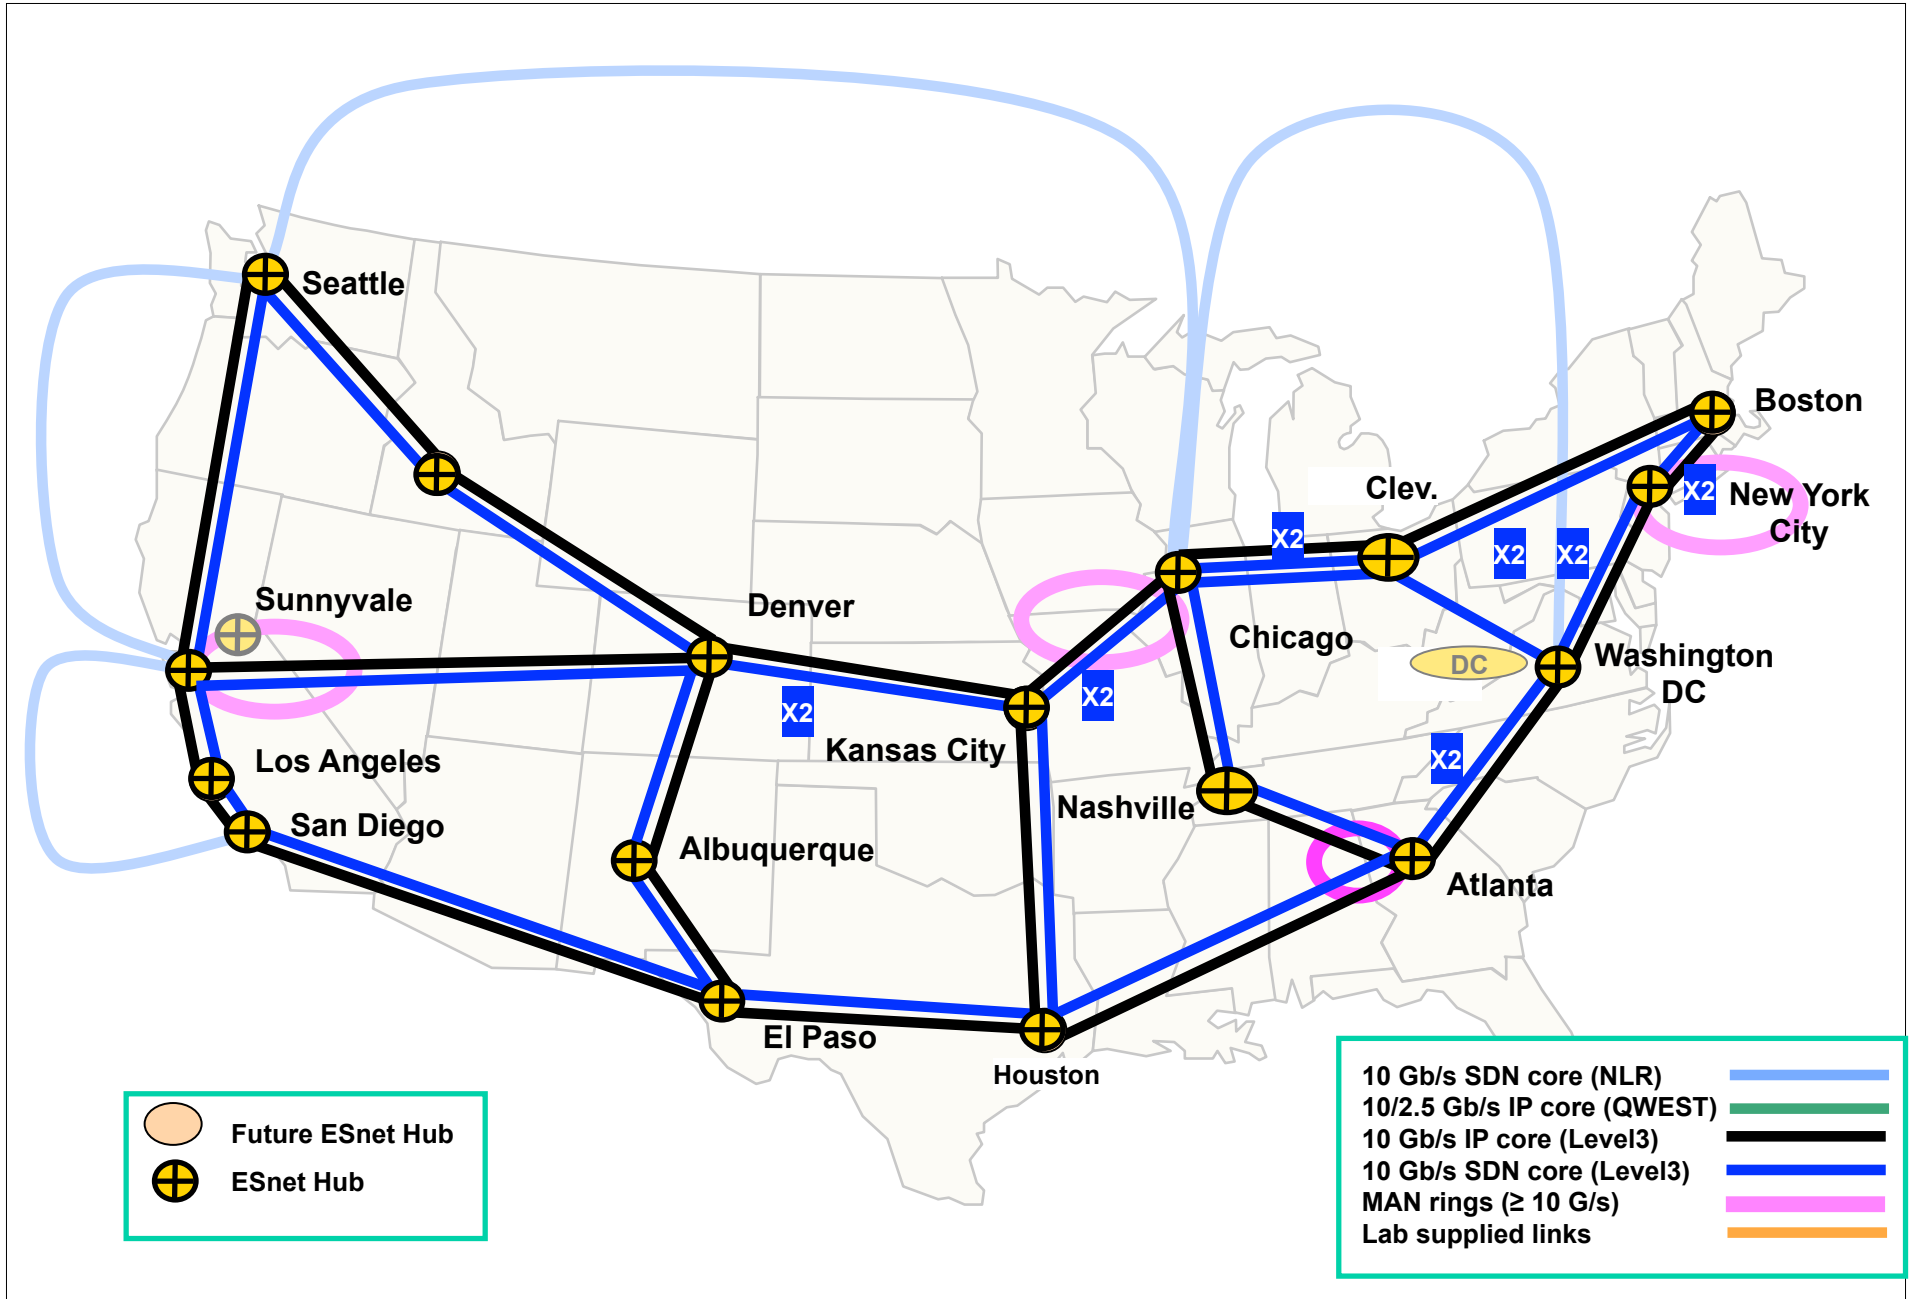 Seattle
Boston
Clev.
X2
New York
City
X2
X2
X2
Sunnyvale
Denver
Chicago
DC
Washington
DC
X2
X2
Kansas City
X2
Los Angeles
Nashville
San Diego
Albuquerque
Atlanta
El Paso
Houston
Future ESnet Hub
ESnet Hub
10 Gb/s SDN core (NLR)
10/2.5 Gb/s IP core (QWEST)
10 Gb/s IP core (Level3)
10 Gb/s SDN core (Level3)
MAN rings (≥ 10 G/s)
Lab supplied links